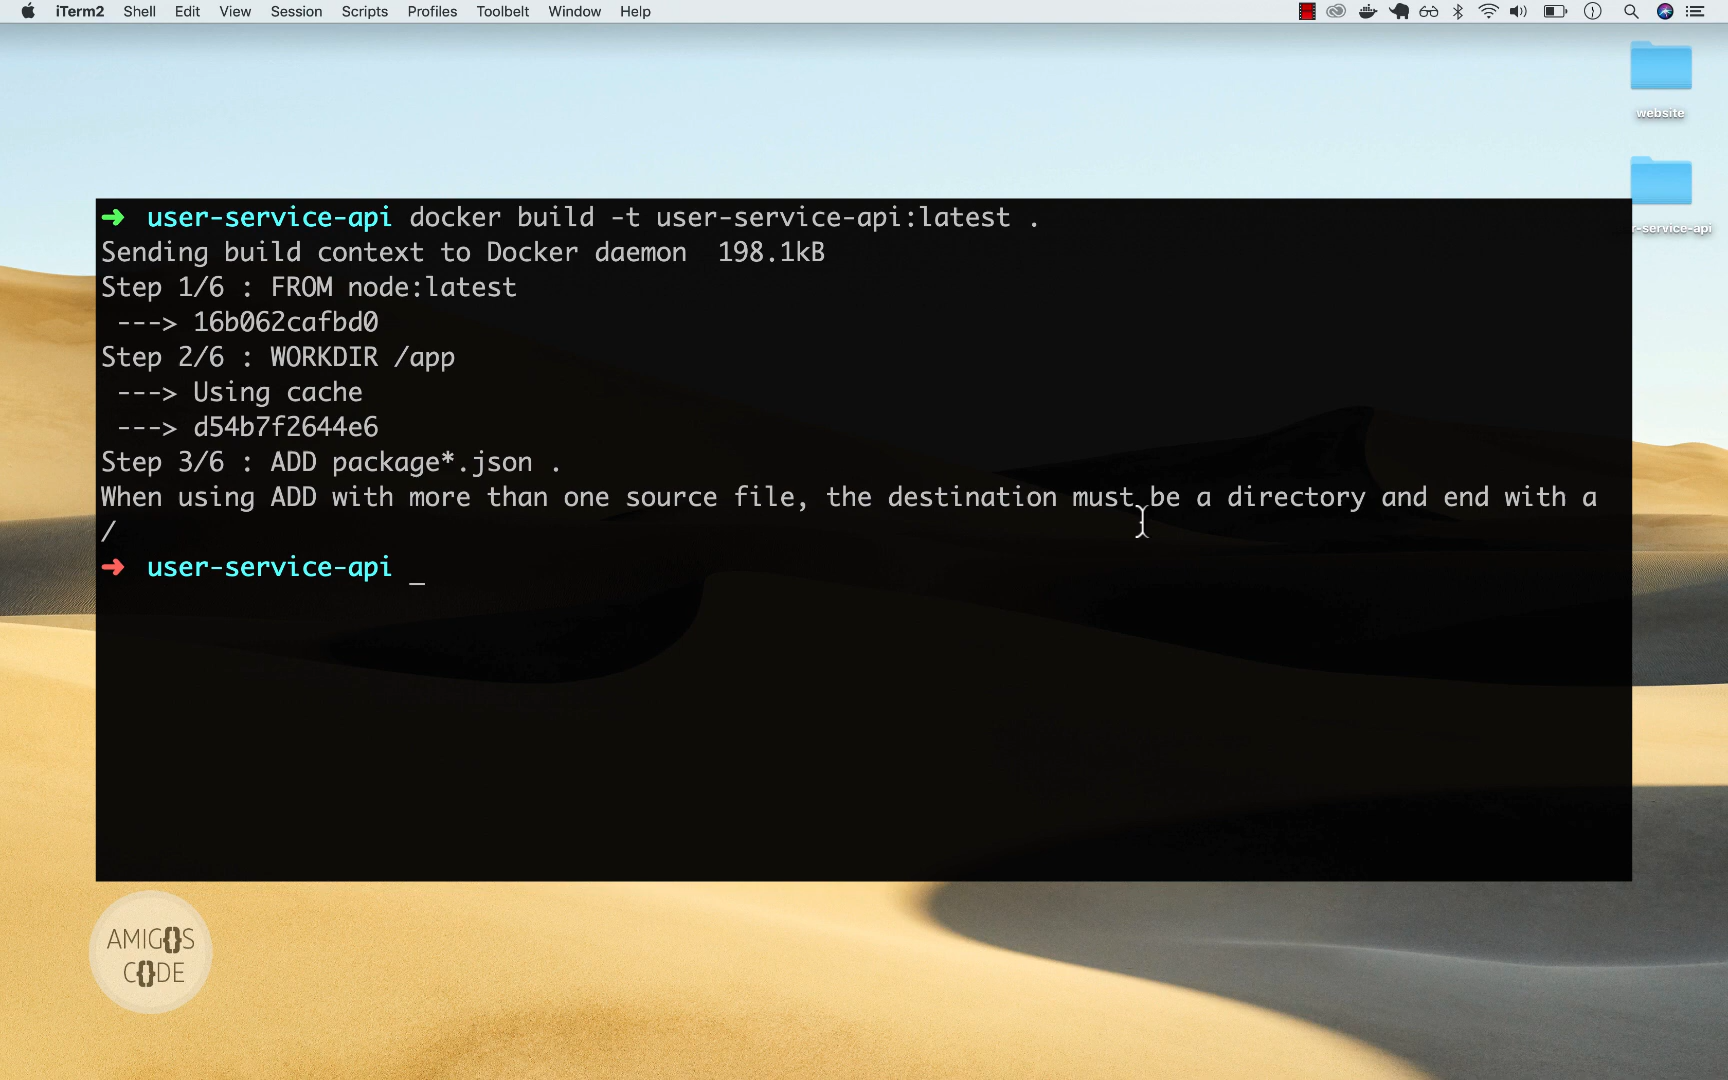 iTerm2 Shell Edit View Session Scripts Profiles Toolbelt Window Help
website
r-service-api
➜ user-service-api docker build -t user-service-api:latest .
Sending build context to Docker daemon 198.1kB
Step 1/6 : FROM node:latest
---> 16b062cafbd0
Step 2/6 : WORKDIR /app
---> Using cache
---> d54b7f2644e6
Step 3/6 : ADD package*.json .
When using ADD with more than one source file, the destination must be a directory and end with a
/
➜ user-service-api _
AMIG{}S
C{}DE